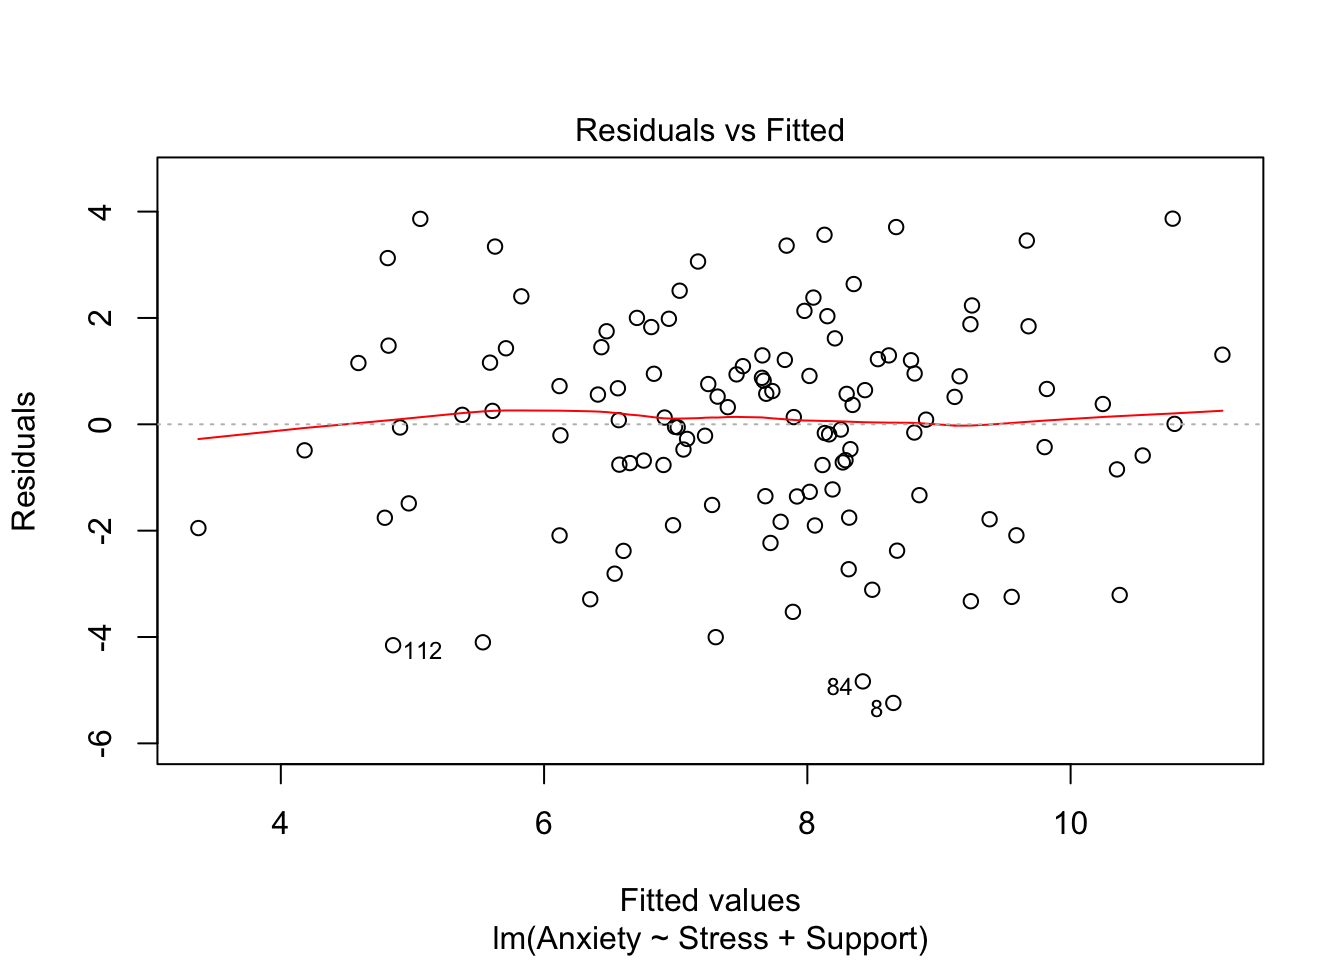 Residuals vs Fitted
Residuals
4
2
0
-2
-4
-6
112
84
8
4 6 8 10
Fitted values
lm(Anxiety ~ Stress + Support)